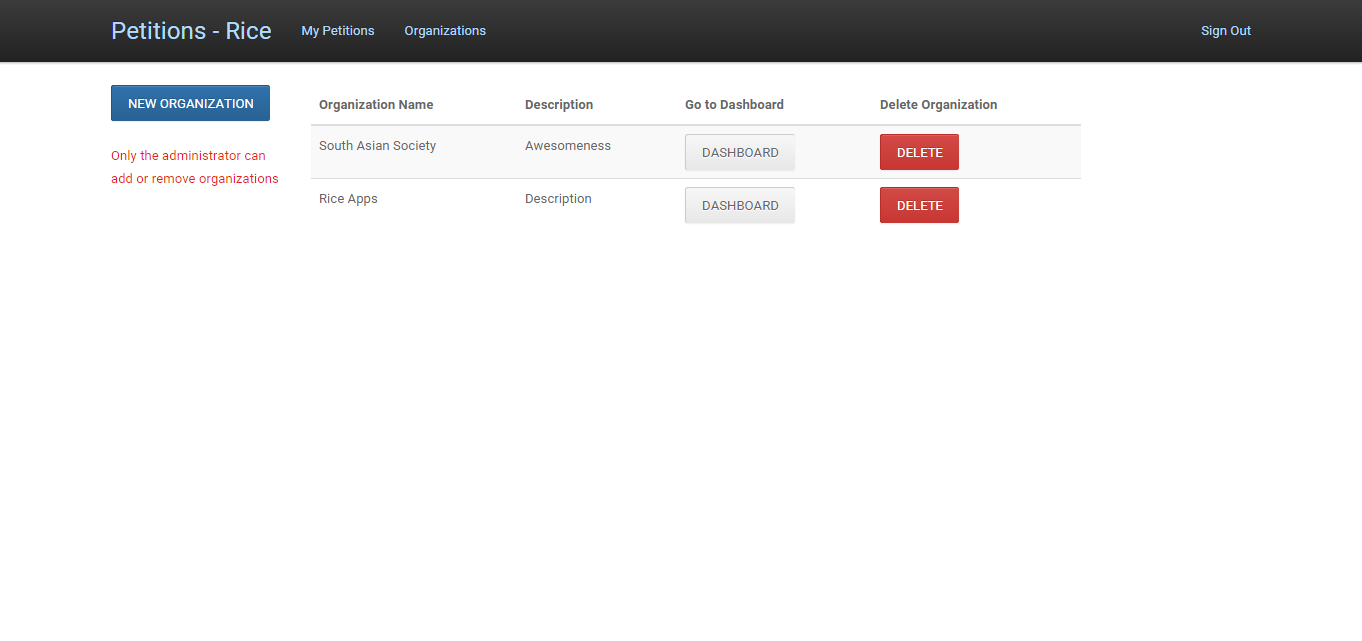 Petitions - Rice My Petitions Organizations Sign Out
NEW ORGANIZATION
Only the administrator can
add or remove organizations
Organization Name Description Go to Dashboard Delete Organization
South Asian Society Awesomeness DASHBOARD DELETE
Rice Apps Description DASHBOARD DELETE